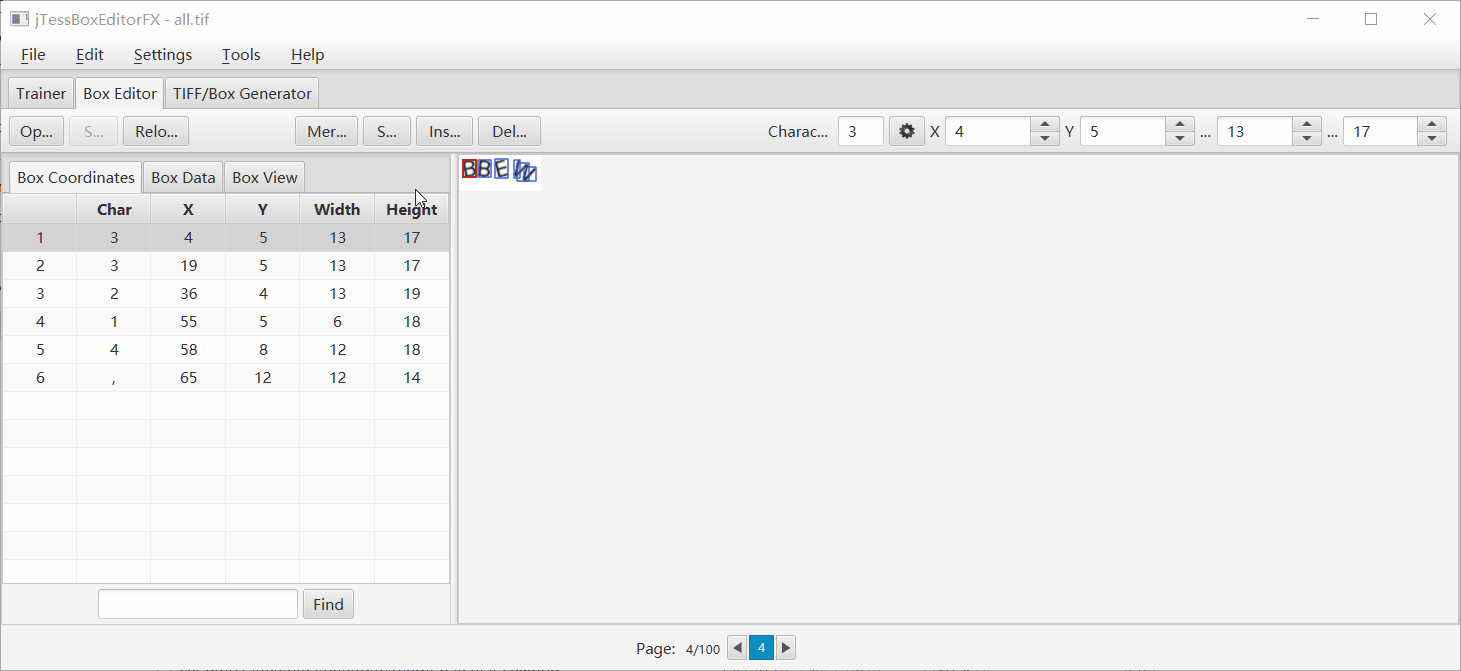 jTessBoxEditorFX - all.tif
File Edit Settings Tools Help
Trainer Box Editor TIFF/Box Generator
Op... S... Relo... Mer... S... Ins... Del... Charac... 3 X 4 Y 5 ... 13 ... 17
Box Coordinates Box Data Box View
Char X Y Width Height
1 3 4 5 13 17
2 3 19 5 13 17
3 2 36 4 13 19
4 1 55 5 6 18
5 4 58 8 12 18
6 , 65 12 12 14
BBEW
Find
Page: 4/100 4